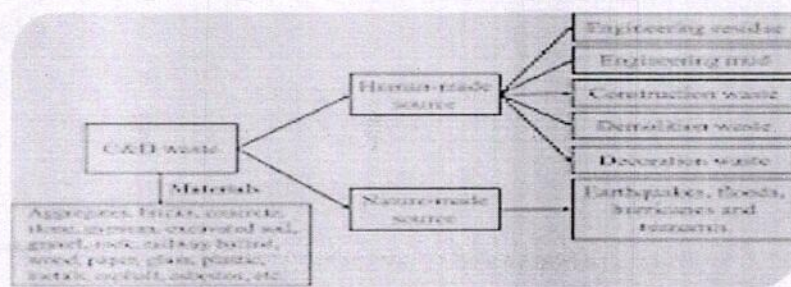 Engineering residue
Engineering mud
Human-made
source
Construction waste
C&D waste
Demolition waste
Decoration waste
Materials
Nature-made
source
Earthquakes, floods,
hurricanes and
tsunamis
Aggregates, bricks, concrete,
stone, gypsum, excavated soil,
gravel, rock, railway ballast,
wood, paper, glass, plastic,
metals, asphalt, asbestos, etc.